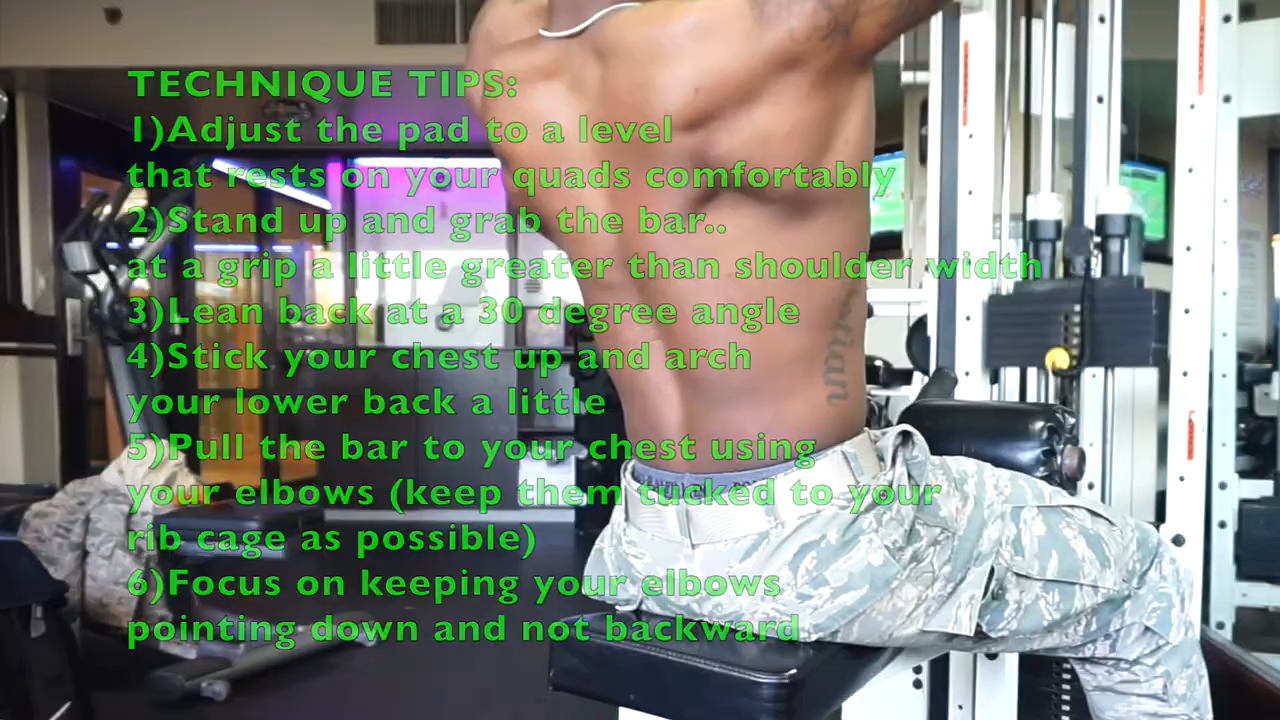 TECHNIQUE TIPS:
1)Adjust the pad to a level
that rests on your quads comfortably
2)Stand up and grab the bar..
at a grip a little greater than shoulder width
3)Lean back at a 30 degree angle
4)Stick your chest up and arch
your lower back a little
5)Pull the bar to your chest using
your elbows (keep them tucked to your
rib cage as possible)
6)Focus on keeping your elbows
pointing down and not backward